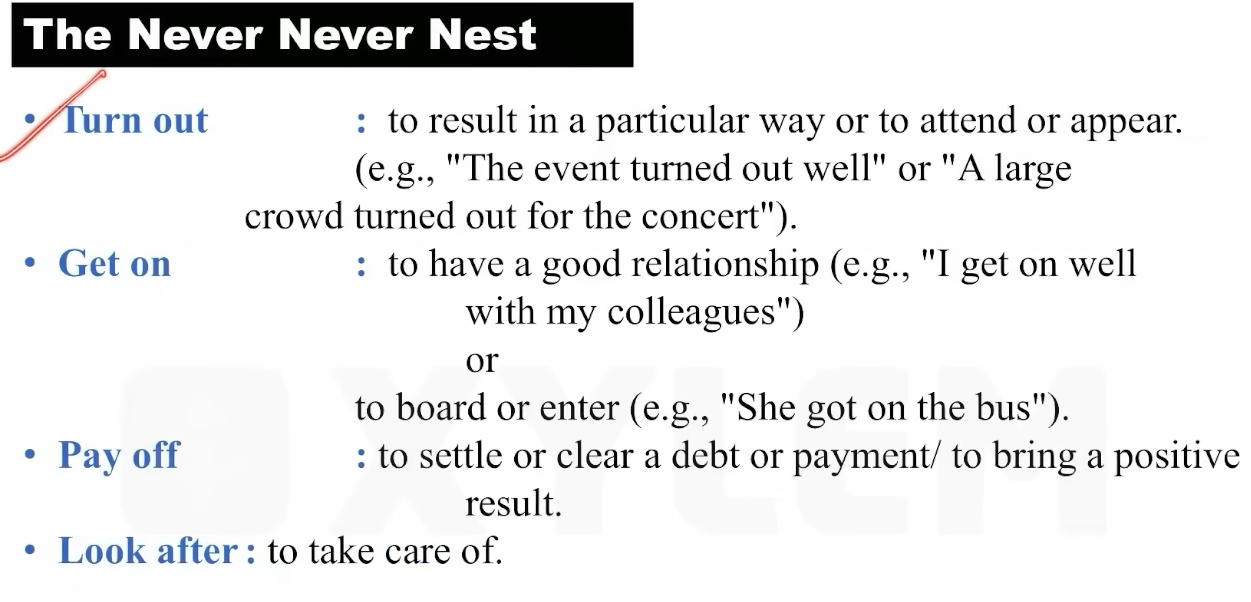 The Never Never Nest
• Turn out : to result in a particular way or to attend or appear.
(e.g., "The event turned out well" or "A large
crowd turned out for the concert").
• Get on : to have a good relationship (e.g., "I get on well
with my colleagues")
or
to board or enter (e.g., "She got on the bus").
• Pay off : to settle or clear a debt or payment/ to bring a positive
result.
• Look after : to take care of.
XYLEM